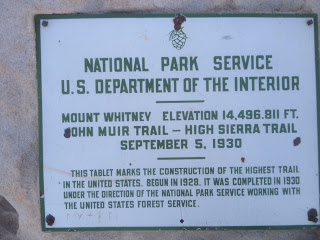 NATIONAL PARK SERVICE
U.S. DEPARTMENT OF THE INTERIOR
MOUNT WHITNEY ELEVATION 14,496.811 FT.
JOHN MUIR TRAIL — HIGH SIERRA TRAIL
SEPTEMBER 5, 1930
THIS TABLET MARKS THE CONSTRUCTION OF THE HIGHEST TRAIL
IN THE UNITED STATES. BEGUN IN 1928. IT WAS COMPLETED IN 1930
UNDER THE DIRECTION OF THE NATIONAL PARK SERVICE WORKING WITH
THE UNITED STATES FOREST SERVICE.